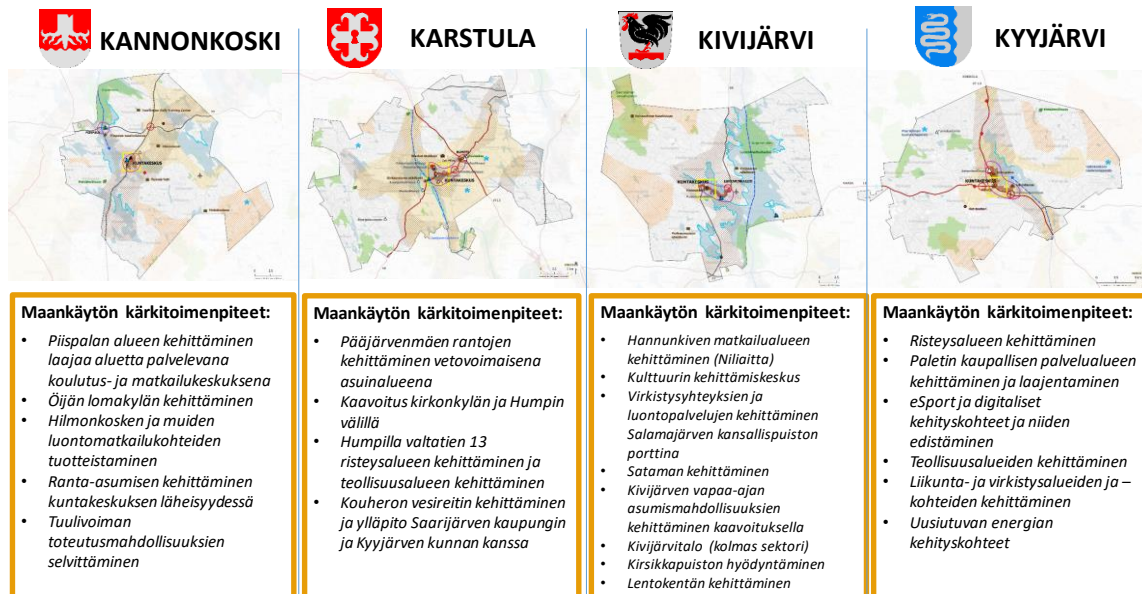 KANNONKOSKI
KARSTULA
KIVIJÄRVI
KYYJÄRVI
KUNTAKESKUS
KUNTAKESKUS
KUNTAKESKUS
KUNTAKESKUS
Maankäytön kärkitoimenpiteet:
• Piispalan alueen kehittäminen
laajaa aluetta palvelevana
koulutus- ja matkailukeskuksena
• Öijän lomakylän kehittäminen
• Hilmonkosken ja muiden
luontomatkailukohteiden
tuotteistaminen
• Ranta-asumisen kehittäminen
kuntakeskuksen läheisyydessä
• Tuulivoiman
toteutusmahdollisuuksien
selvittäminen
Maankäytön kärkitoimenpiteet:
• Pääjärvenmäen rantojen
kehittäminen vetovoimaisena
asuinalueena
• Kaavoitus kirkonkylän ja Humpin
välillä
• Humpilla valtatien 13
risteysalueen kehittäminen ja
teollisuusalueen kehittäminen
• Kouheron vesireitin kehittäminen
ja ylläpito Saarijärven kaupungin
ja Kyyjärven kunnan kanssa
Maankäytön kärkitoimenpiteet:
• Hannunkiven matkailualueen
kehittäminen (Niliaitta)
• Kulttuurin kehittämiskeskus
• Virkistysyhteyksien ja
luontopalvelujen kehittäminen
Salamajärven kansallispuiston
porttina
• Sataman kehittäminen
• Kivijärven vapaa-ajan
asumismahdollisuuksien
kehittäminen kaavoituksella
• Kivijärvitalo (kolmas sektori)
• Kirsikkapuiston hyödyntäminen
• Lentokentän kehittäminen
Maankäytön kärkitoimenpiteet:
• Risteysalueen kehittäminen
• Paletin kaupallisen palvelualueen
kehittäminen ja laajentaminen
• eSport ja digitaliset
kehityskohteet ja niiden
edistäminen
• Teollisuusalueiden kehittäminen
• Liikunta- ja virkistysalueiden ja –
kohteiden kehittäminen
• Uusiutuvan energian
kehityskohteet